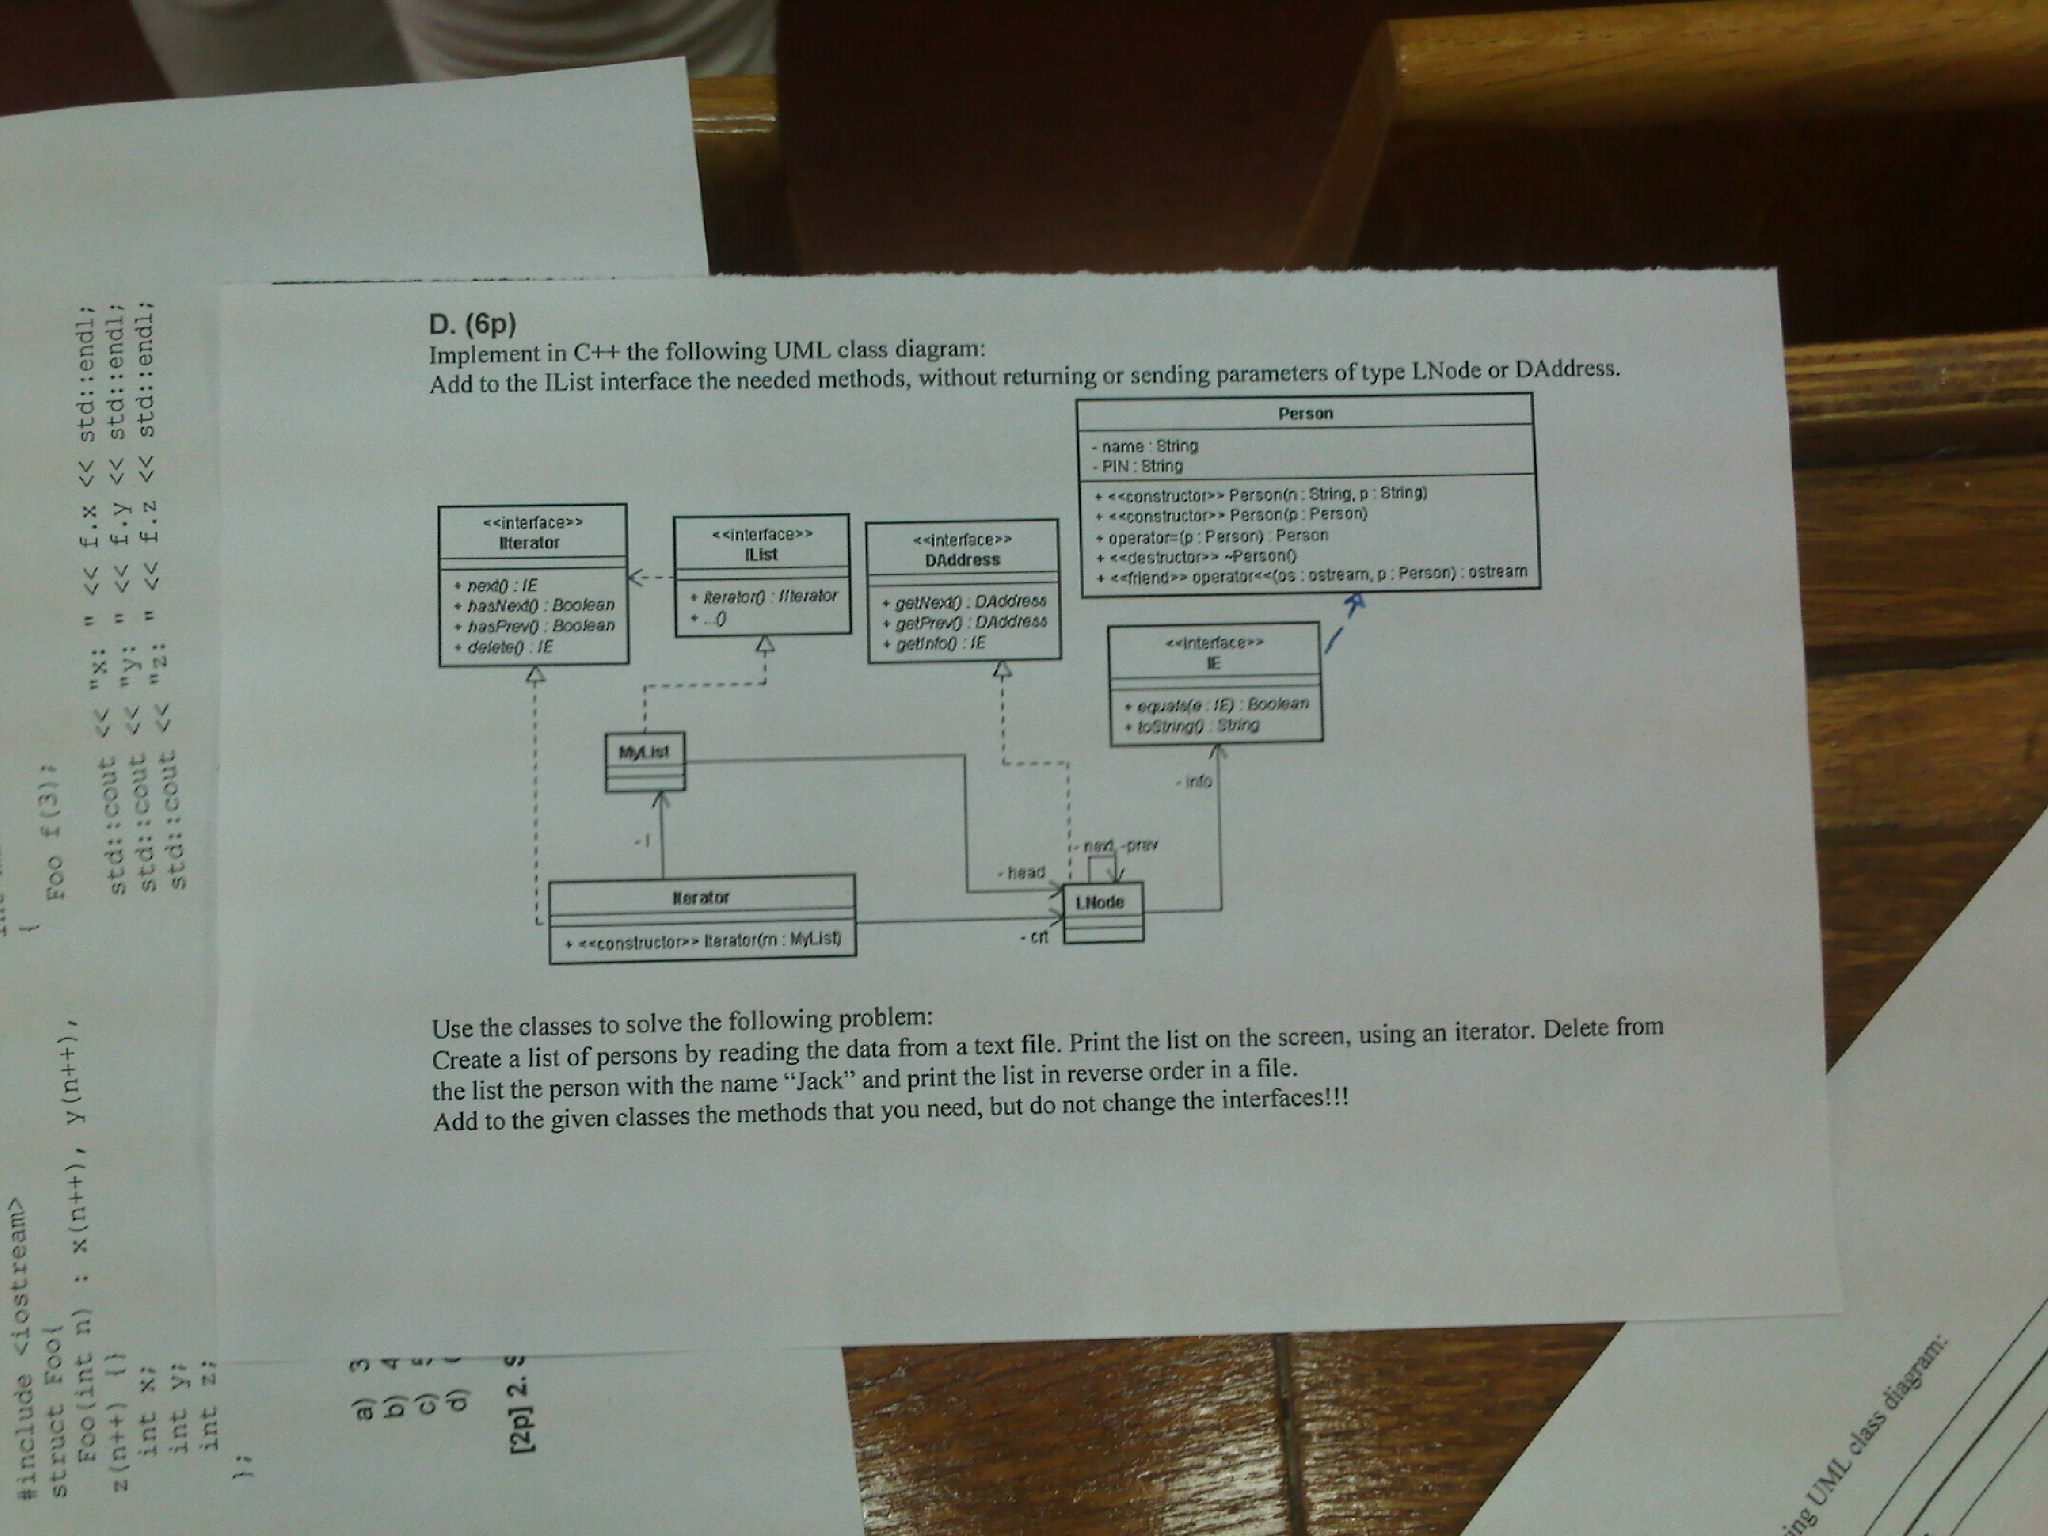 D. (6p)
Implement in C++ the following UML class diagram:
Add to the IList interface the needed methods, without returning or sending parameters of type LNode or DAddress.
Person
- name : String
- PIN : String
+ <<constructor>> Person(n : String, p : String)
+ <<constructor>> Person(p : Person)
+ operator=(p : Person) : Person
+ <<destructor>> ~Person()
+ <<friend>> operator<<(os : ostream, p : Person) : ostream
<<interface>>
IIterator
+ next() : IE
+ hasNext() : Boolean
+ hasPrev() : Boolean
+ delete() : IE
<<interface>>
IList
+ iterator() : IIterator
+ ...()
<<interface>>
DAddress
+ getNext() : DAddress
+ getPrev() : DAddress
+ getInfo() : IE
<<interface>>
IE
+ equals(e : IE) : Boolean
+ toString() : String
MyList
- info
- l
- next, -prev
- head
LNode
- crt
Iterator
+ <<constructor>> Iterator(m : MyList)
Use the classes to solve the following problem:
Create a list of persons by reading the data from a text file. Print the list on the screen, using an iterator. Delete from
the list the person with the name “Jack” and print the list in reverse order in a file.
Add to the given classes the methods that you need, but do not change the interfaces!!!
#include <iostream>
struct Foo{
Foo(int n) : x(n++), y(n++),
z(n++) {}
int x;
int y;
int z;
};
{
Foo f(3);
std::cout << "x: " << f.x << std::endl;
std::cout << "y: " << f.y << std::endl;
std::cout << "z: " << f.z << std::endl;
a) 3
b) 4
c)
d)
[2p] 2. S
ing UML class diagram: